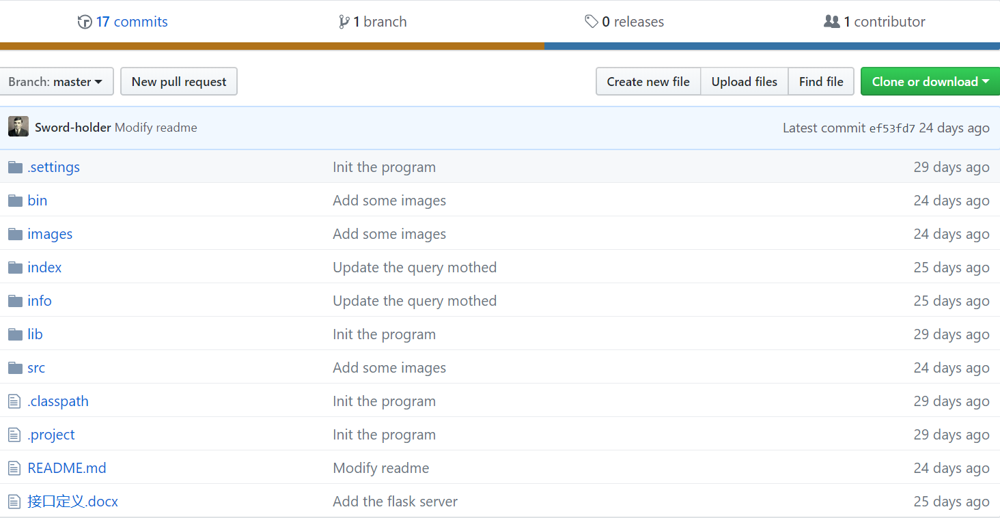 17 commits 1 branch 0 releases 1 contributor
Branch: master New pull request Create new file Upload files Find file Clone or download
Sword-holder Modify readme Latest commit ef53fd7 24 days ago
.settings Init the program 29 days ago
bin Add some images 24 days ago
images Add some images 24 days ago
index Update the query mothed 25 days ago
info Update the query mothed 25 days ago
lib Init the program 29 days ago
src Add some images 24 days ago
.classpath Init the program 29 days ago
.project Init the program 29 days ago
README.md Modify readme 24 days ago
接口定义.docx Add the flask server 25 days ago